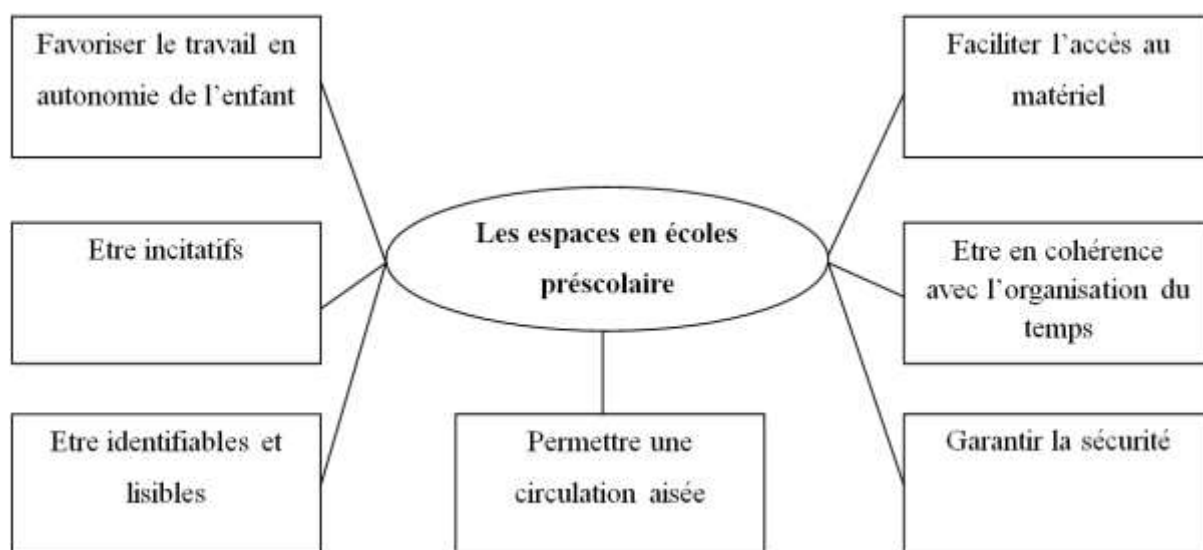 Favoriser le travail en
autonomie de l'enfant
Faciliter l'accès au
matériel
Etre incitatifs
Les espaces en écoles
préscolaire
Etre en cohérence
avec l'organisation du
temps
Etre identifiables et
lisibles
Permettre une
circulation aisée
Garantir la sécurité